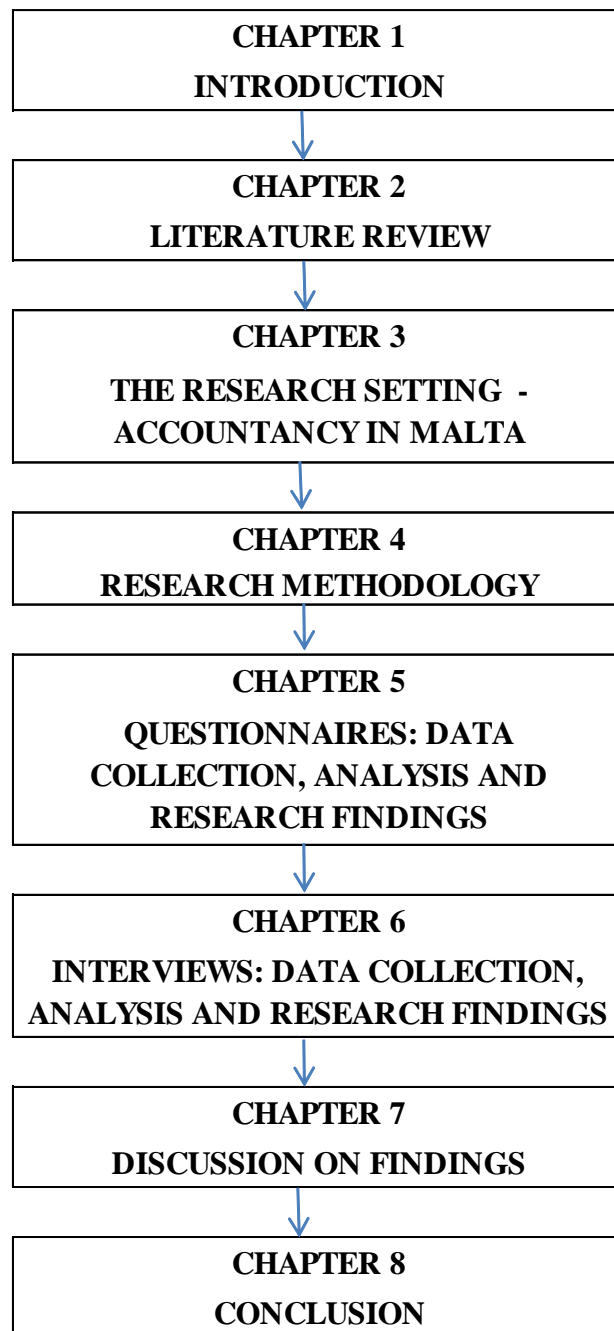 CHAPTER 1
INTRODUCTION
CHAPTER 2
LITERATURE REVIEW
CHAPTER 3
THE RESEARCH SETTING -
ACCOUNTANCY IN MALTA
CHAPTER 4
RESEARCH METHODOLOGY
CHAPTER 5
QUESTIONNAIRES: DATA
COLLECTION, ANALYSIS AND
RESEARCH FINDINGS
CHAPTER 6
INTERVIEWS: DATA COLLECTION,
ANALYSIS AND RESEARCH FINDINGS
CHAPTER 7
DISCUSSION ON FINDINGS
CHAPTER 8
CONCLUSION